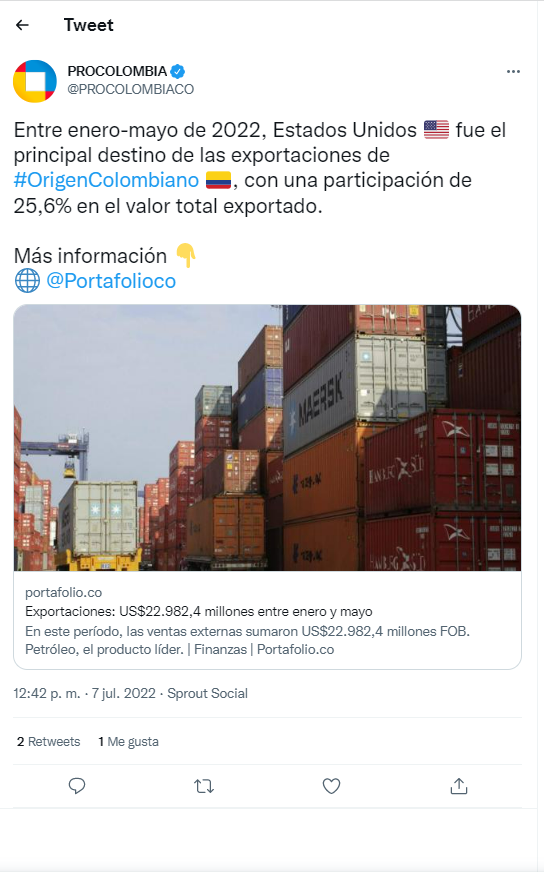 Tweet
PROCOLOMBIA
@PROCOLOMBIACO
Entre enero-mayo de 2022, Estados Unidos 🇺🇸 fue el
principal destino de las exportaciones de
#OrigenColombiano 🇨🇴, con una participación de
25,6% en el valor total exportado.
Más información 👇
🌐 @Portafolioco
MAERSK
portafolio.co
Exportaciones: US$22.982,4 millones entre enero y mayo
En este período, las ventas externas sumaron US$22.982,4 millones FOB.
Petróleo, el producto líder. | Finanzas | Portafolio.co
12:42 p. m. · 7 jul. 2022 · Sprout Social
2 Retweets 1 Me gusta